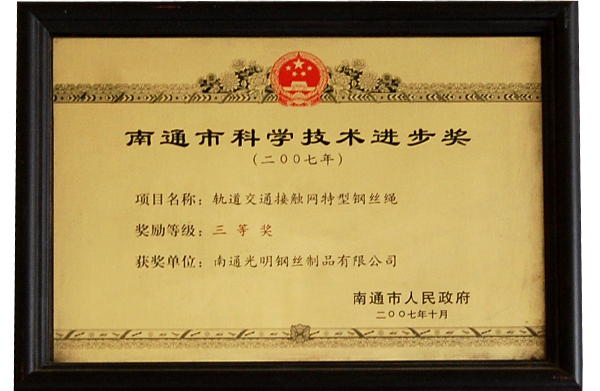 南通市科学技术进步奖
(二〇〇七年)
项目名称：轨道交通接触网特型钢丝绳
奖励等级：三等奖
获奖单位：南通光明钢丝制品有限公司
南通市人民政府
二〇〇七年十月